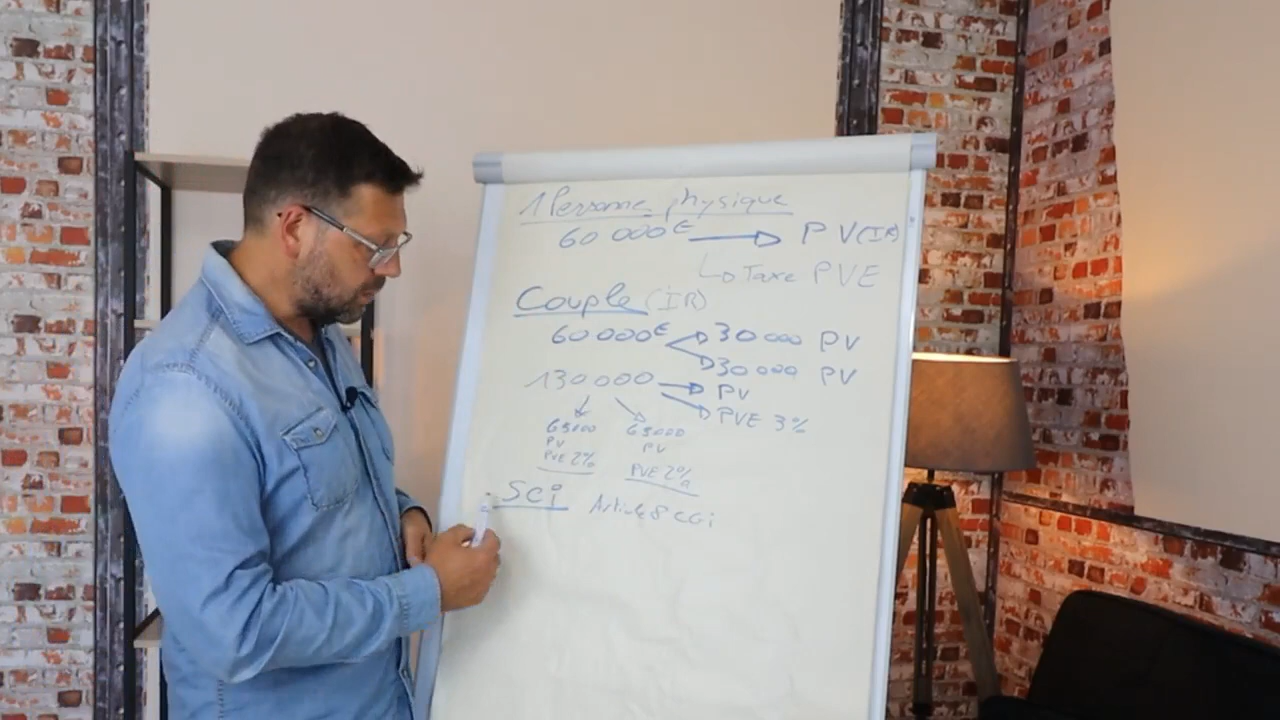 1 Personne physique
60 000€ → PV(IR)
↳ Taxe PVE
Couple (IR)
60 000€ → 30 000 PV
→ 30 000 PV
130 000 → PV
→ PVE 3%
65000 65000
PV PV
PVE 2% PVE 2%
SCi Article 8 CGi